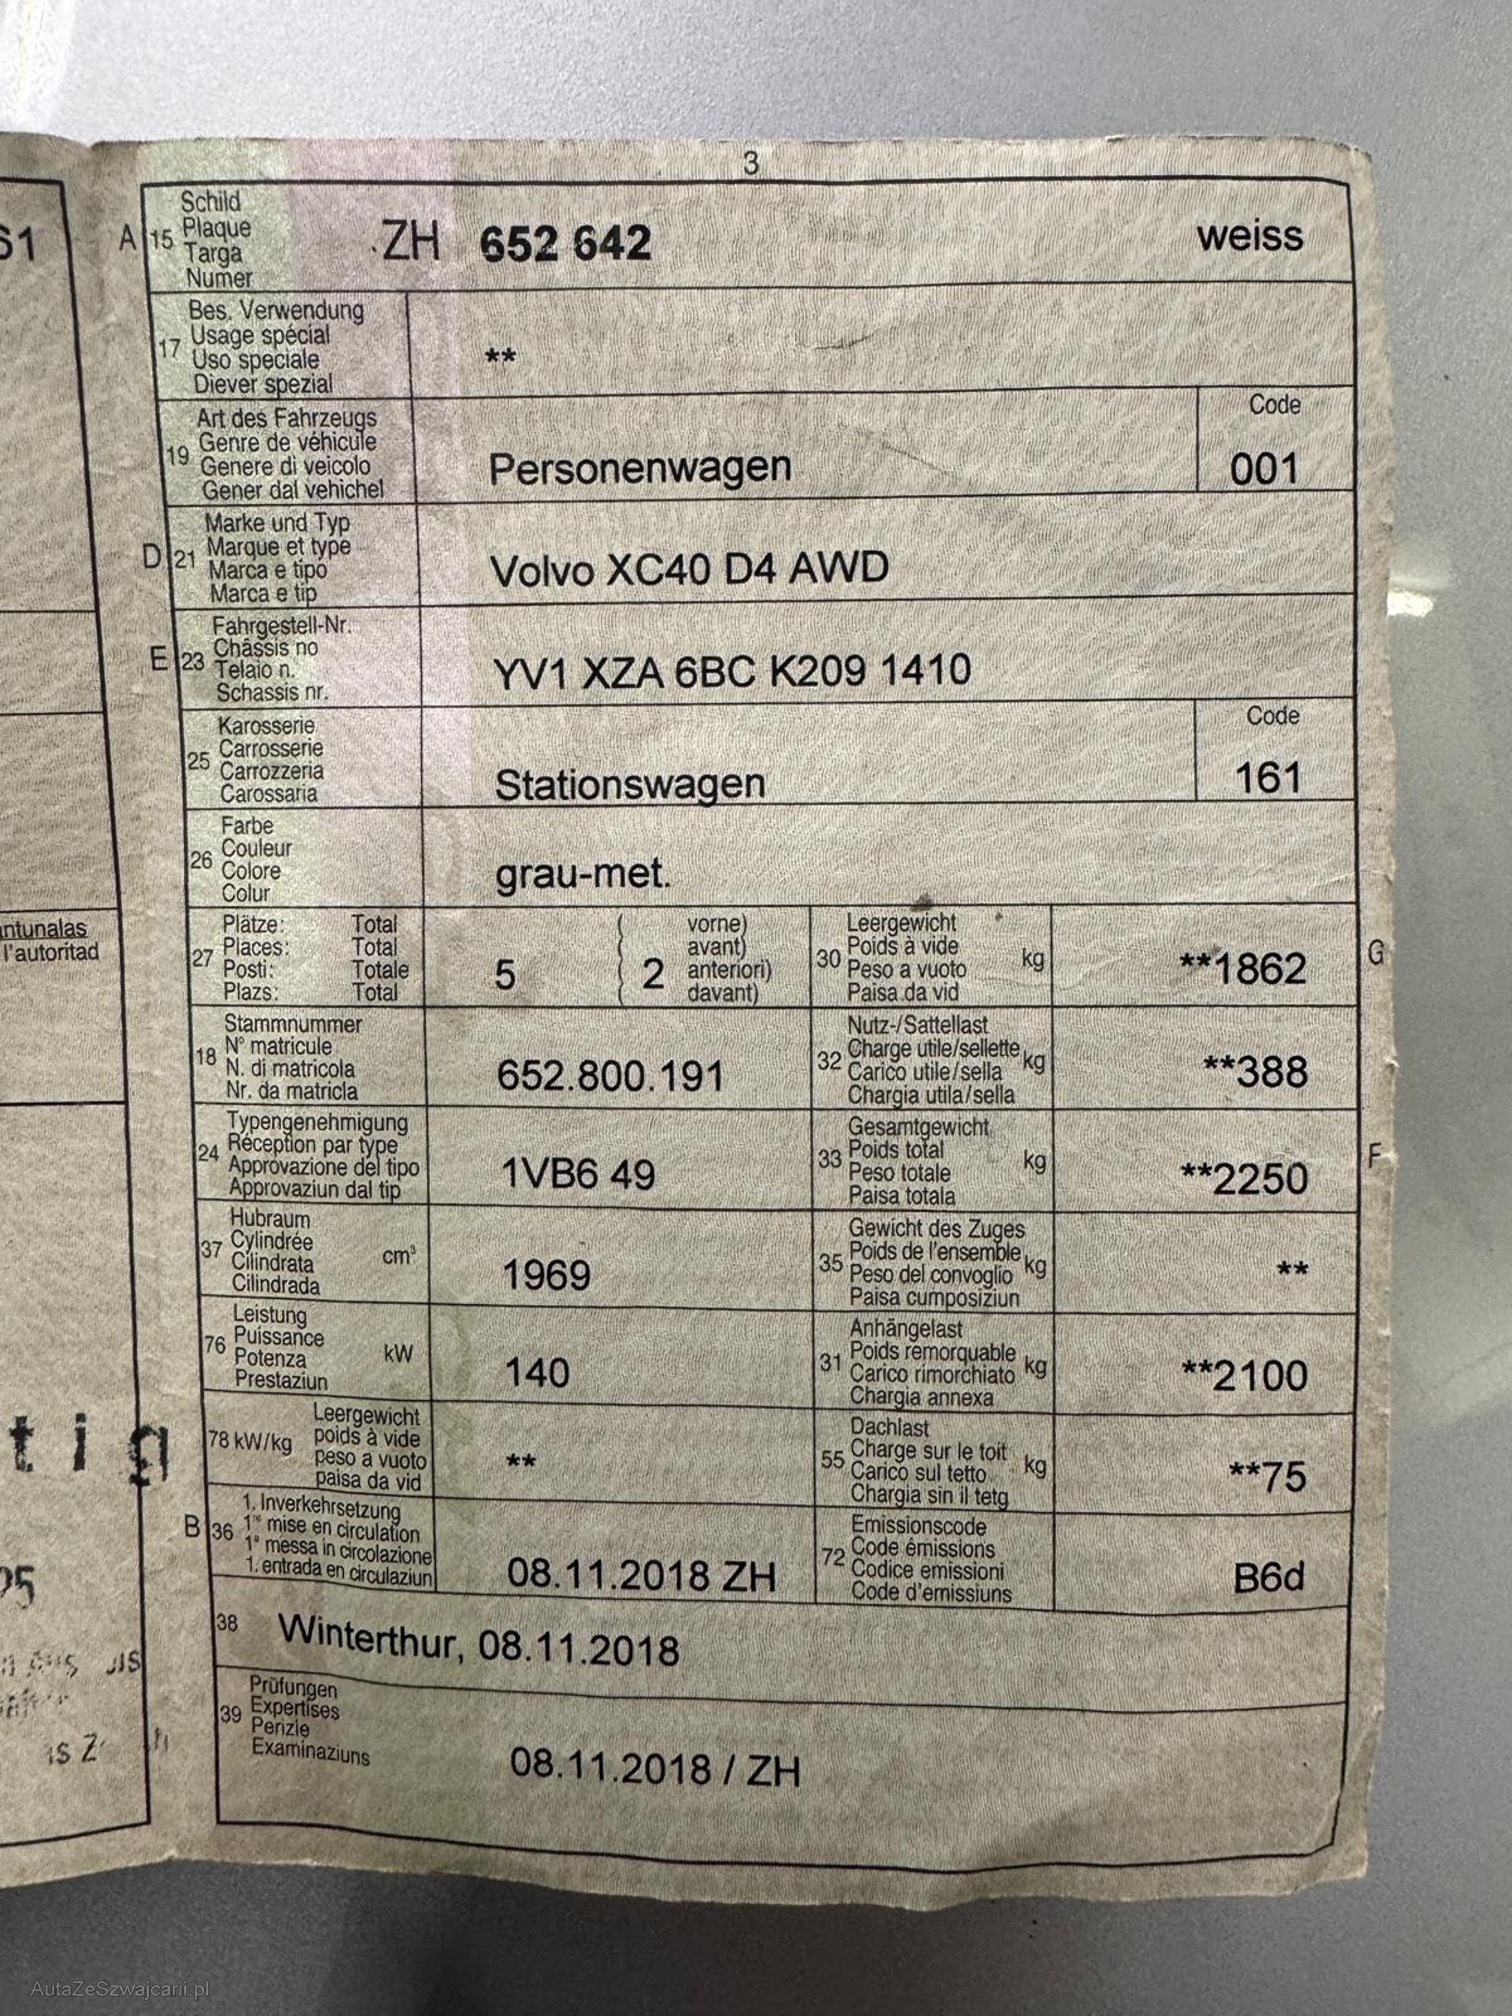 3
A 15 Schild
Plaque
Targa
Numer
ZH 652 642 weiss
17 Bes. Verwendung
Usage spécial
Uso speciale
Diever spezial
**
19 Art des Fahrzeugs
Genre de véhicule
Genere di veicolo
Gener dal vehichel
Personenwagen
Code
001
D 21 Marke und Typ
Marque et type
Marca e tipo
Marca e tip
Volvo XC40 D4 AWD
E 23 Fahrgestell-Nr.
Châssis no
Telaio n.
Schassis nr.
YV1 XZA 6BC K209 1410
25 Karosserie
Carrosserie
Carrozzeria
Carossaria
Stationswagen
Code
161
26 Farbe
Couleur
Colore
Colur
grau-met.
27 Plätze: Total
Places: Total
Posti: Totale
Plazs: Total
5 ( 2 vorne)
avant)
anteriori)
davant)
30 Leergewicht
Poids à vide
Peso a vuoto
Paisa da vid
kg
**1862
G
18 Stammnummer
N° matricule
N. di matricola
Nr. da matricla
652.800.191
32 Nutz-/Sattellast
Charge utile/sellette
Carico utile/sella
Chargia utila/sella
kg
**388
24 Typengenehmigung
Réception par type
Approvazione del tipo
Approvaziun dal tip
1VB6 49
33 Gesamtgewicht
Poids total
Peso totale
Paisa totala
kg
**2250
F
37 Hubraum
Cylindrée
Cilindrata
Cilindrada
cm³
1969
35 Gewicht des Zuges
Poids de l'ensemble
Peso del convoglio
Paisa cumposiziun
kg
**
76 Leistung
Puissance
Potenza
Prestaziun
kW
140
31 Anhängelast
Poids remorquable
Carico rimorchiato
Chargia annexa
kg
**2100
78 kW/kg Leergewicht
poids à vide
peso a vuoto
paisa da vid
**
55 Dachlast
Charge sur le toit
Carico sul tetto
Chargia sin il tetg
kg
**75
B 36 1. Inverkehrsetzung
1re mise en circulation
1a messa in circolazione
1. entrada en circulaziun
08.11.2018 ZH
72 Emissionscode
Code émissions
Codice emissioni
Code d'emissiuns
B6d
38 Winterthur, 08.11.2018
39 Prüfungen
Expertises
Perizie
Examinaziuns
08.11.2018 / ZH
61
ntunalas
l'autoritad
tig
AutaZeSzwajcarii.pl